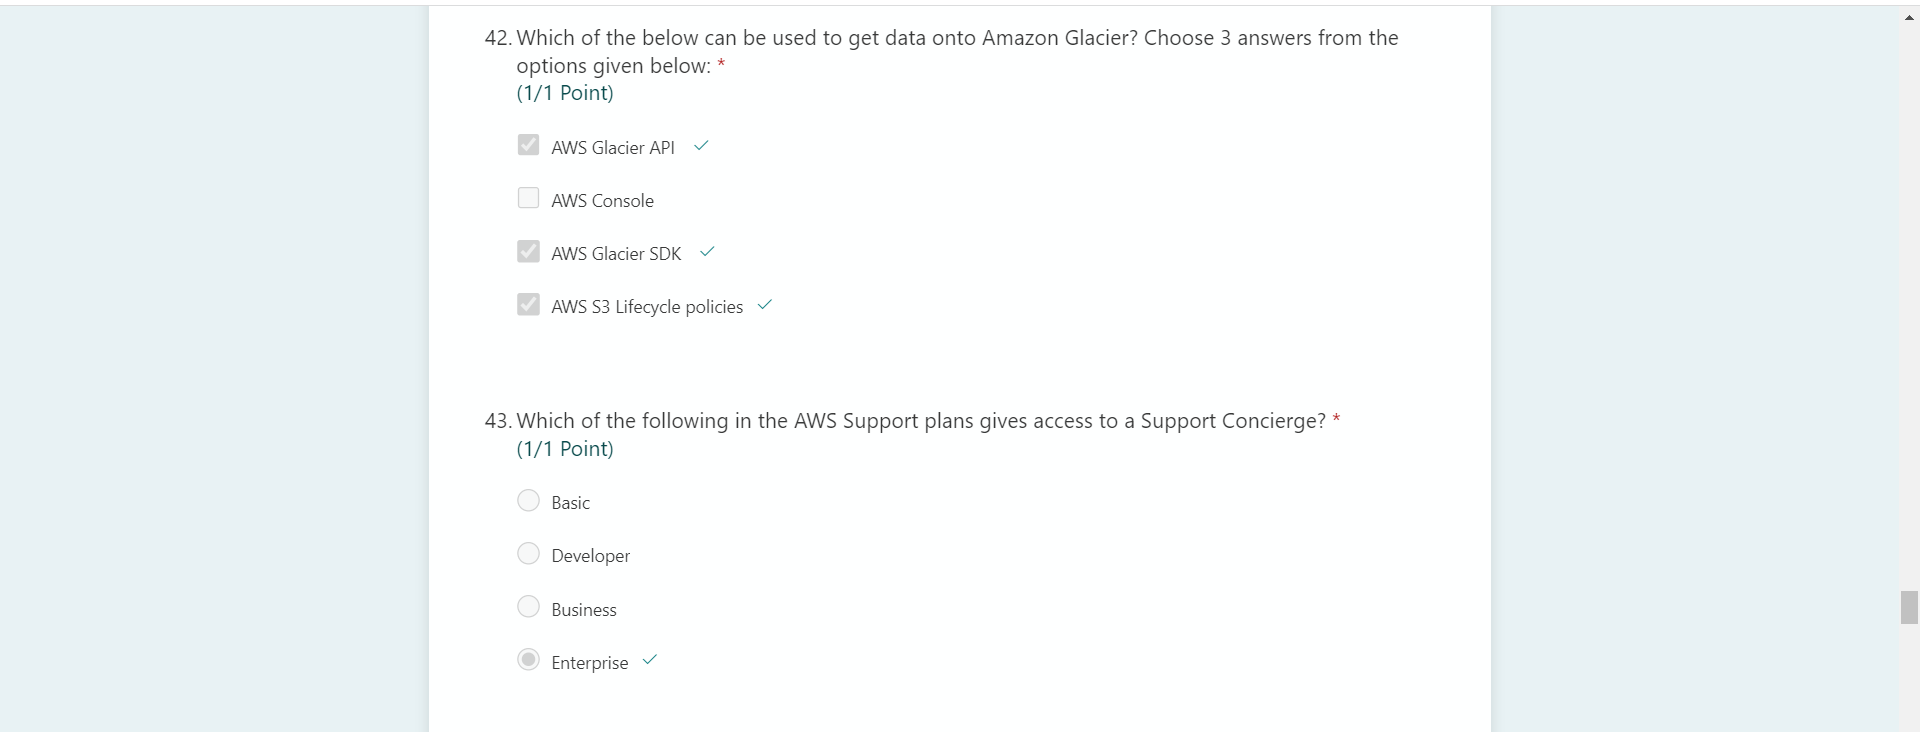 42. Which of the below can be used to get data onto Amazon Glacier? Choose 3 answers from the
options given below: *
(1/1 Point)
AWS Glacier API
AWS Console
AWS Glacier SDK
AWS S3 Lifecycle policies
43. Which of the following in the AWS Support plans gives access to a Support Concierge? *
(1/1 Point)
Basic
Developer
Business
Enterprise